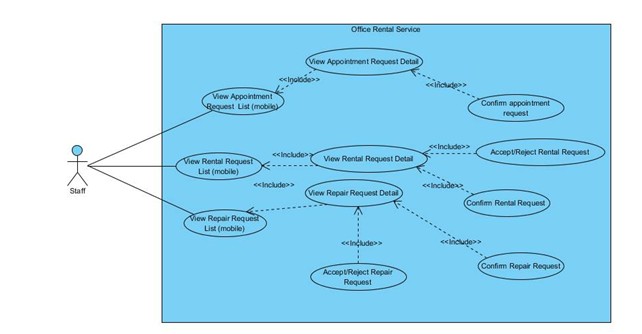 Office Rental Service
View Appointment Request Detail
<<Include>>
<<Include>>
View Appointment
Request List (mobile)
Confirm appointment
request
<<Include>>
Accept/Reject Rental Request
<<Include>>
View Rental Request Detail
View Rental Request
List (mobile)
Staff
<<Include>>
<<Include>>
View Repair Request Detail
Confirm Rental Request
View Repair Request
List (mobile)
<<Include>>
<<Include>>
Accept/Reject Repair
Request
Confirm Repair Request